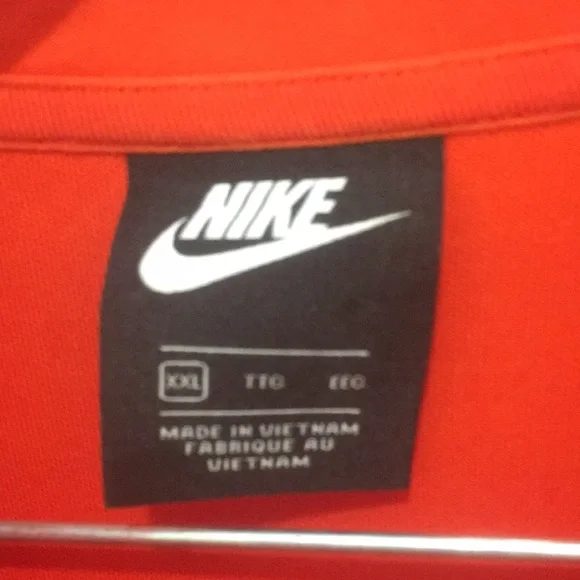 NIKE
XXL TTG EEG
MADE IN VIETNAM
FABRIQUE AU
VIETNAM